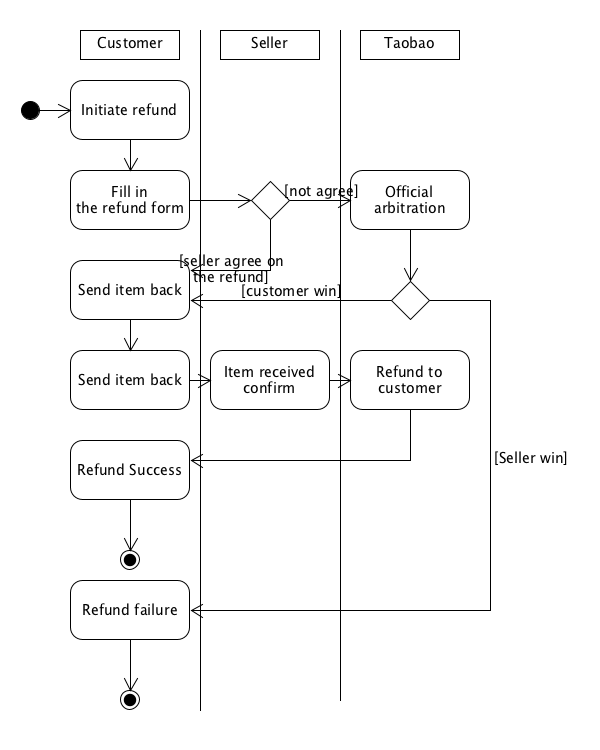 Customer
Seller
Taobao
Initiate refund
Fill in
the refund form
[not agree]
Official
arbitration
[seller agree on
the refund]
Send item back
[customer win]
Send item back
Item received
confirm
Refund to
customer
Refund Success
[Seller win]
Refund failure